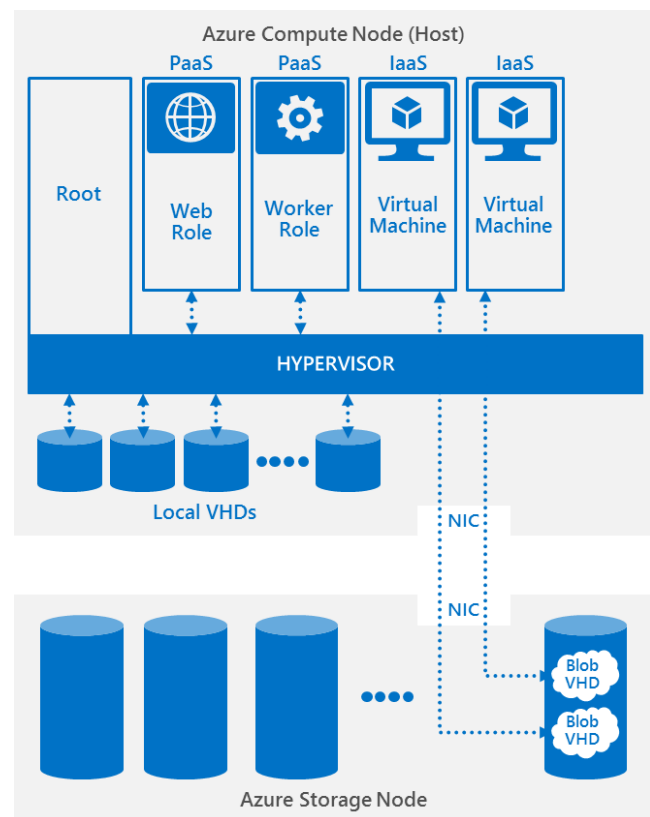 Azure Compute Node (Host)
PaaS
PaaS
IaaS
IaaS
Root
Web
Role
Worker
Role
Virtual
Machine
Virtual
Machine
HYPERVISOR
Local VHDs
NIC
NIC
Blob
VHD
Blob
VHD
Azure Storage Node